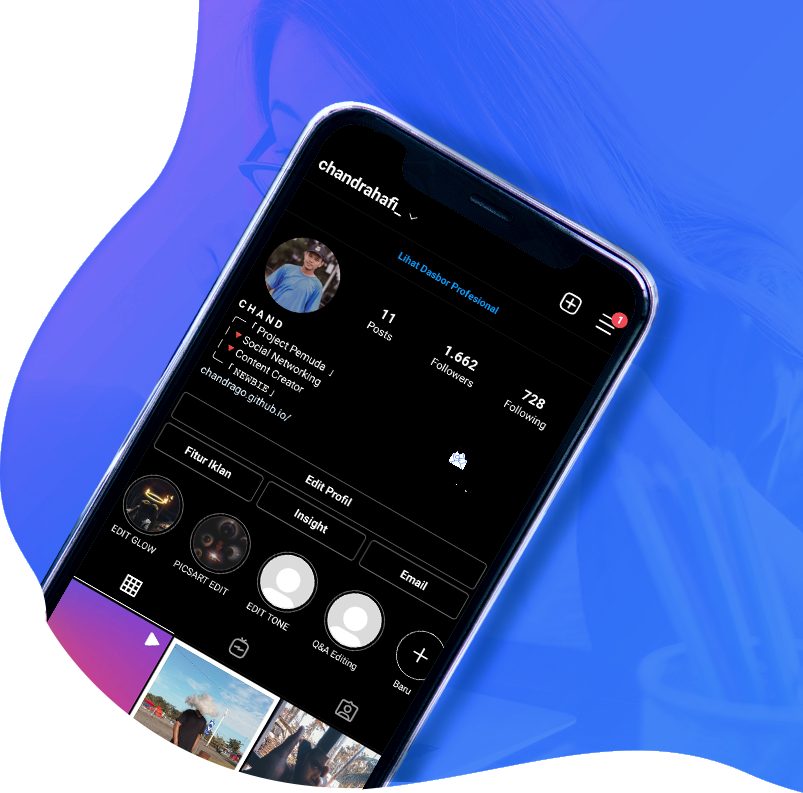 chandrahafi_
Lihat Dasbor Profesional
1
11
Posts
1.662
Followers
728
Following
CHAND
「 Project Pemuda 」
🔻Social Networking
🔻Content Creator
「 NEWBIE 」
chandrago.github.io/
Edit Profil
Fitur Iklan
Insight
Email
EDIT GLOW
PICSART EDIT
EDIT TONE
Q&A Editing
Baru